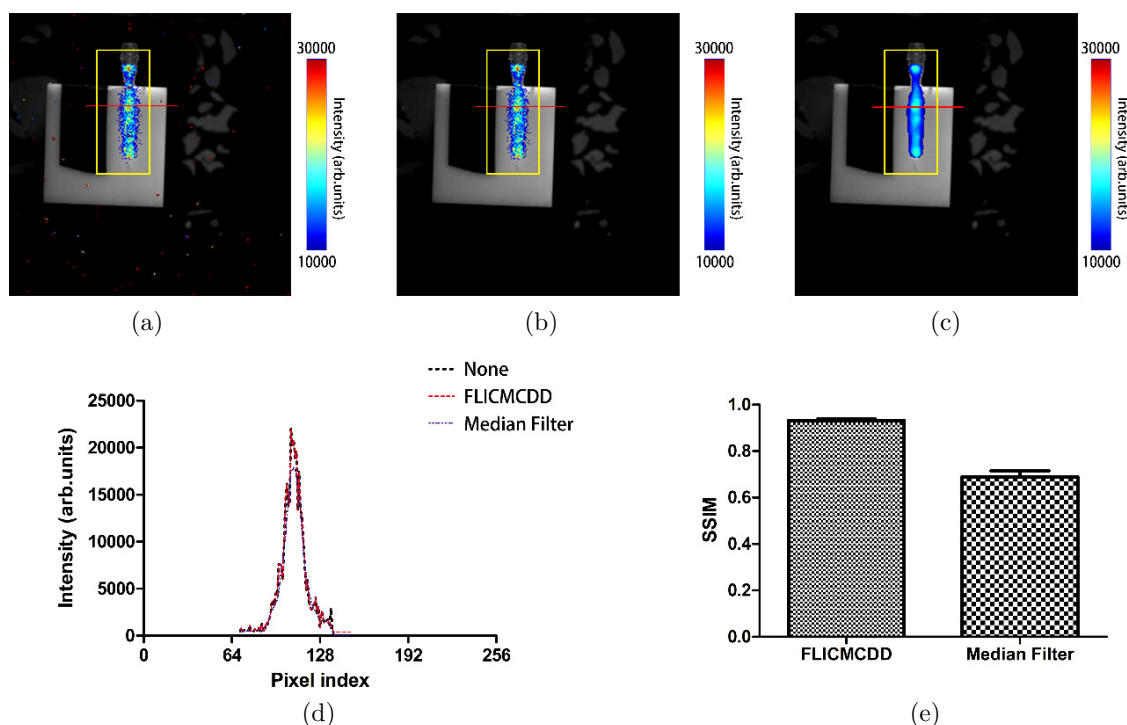 30000
Intensity (arb.units)
10000
30000
Intensity (arb.units)
10000
30000
Intensity (arb.units)
10000
(a)
(b)
(c)
None
FLICMCDD
Median Filter
25000
20000
15000
10000
5000
0
Intensity (arb.units)
0 64 128 192 256
Pixel index
(d)
1.0
0.8
0.6
0.4
0.2
0.0
SSIM
FLICMCDD Median Filter
(e)